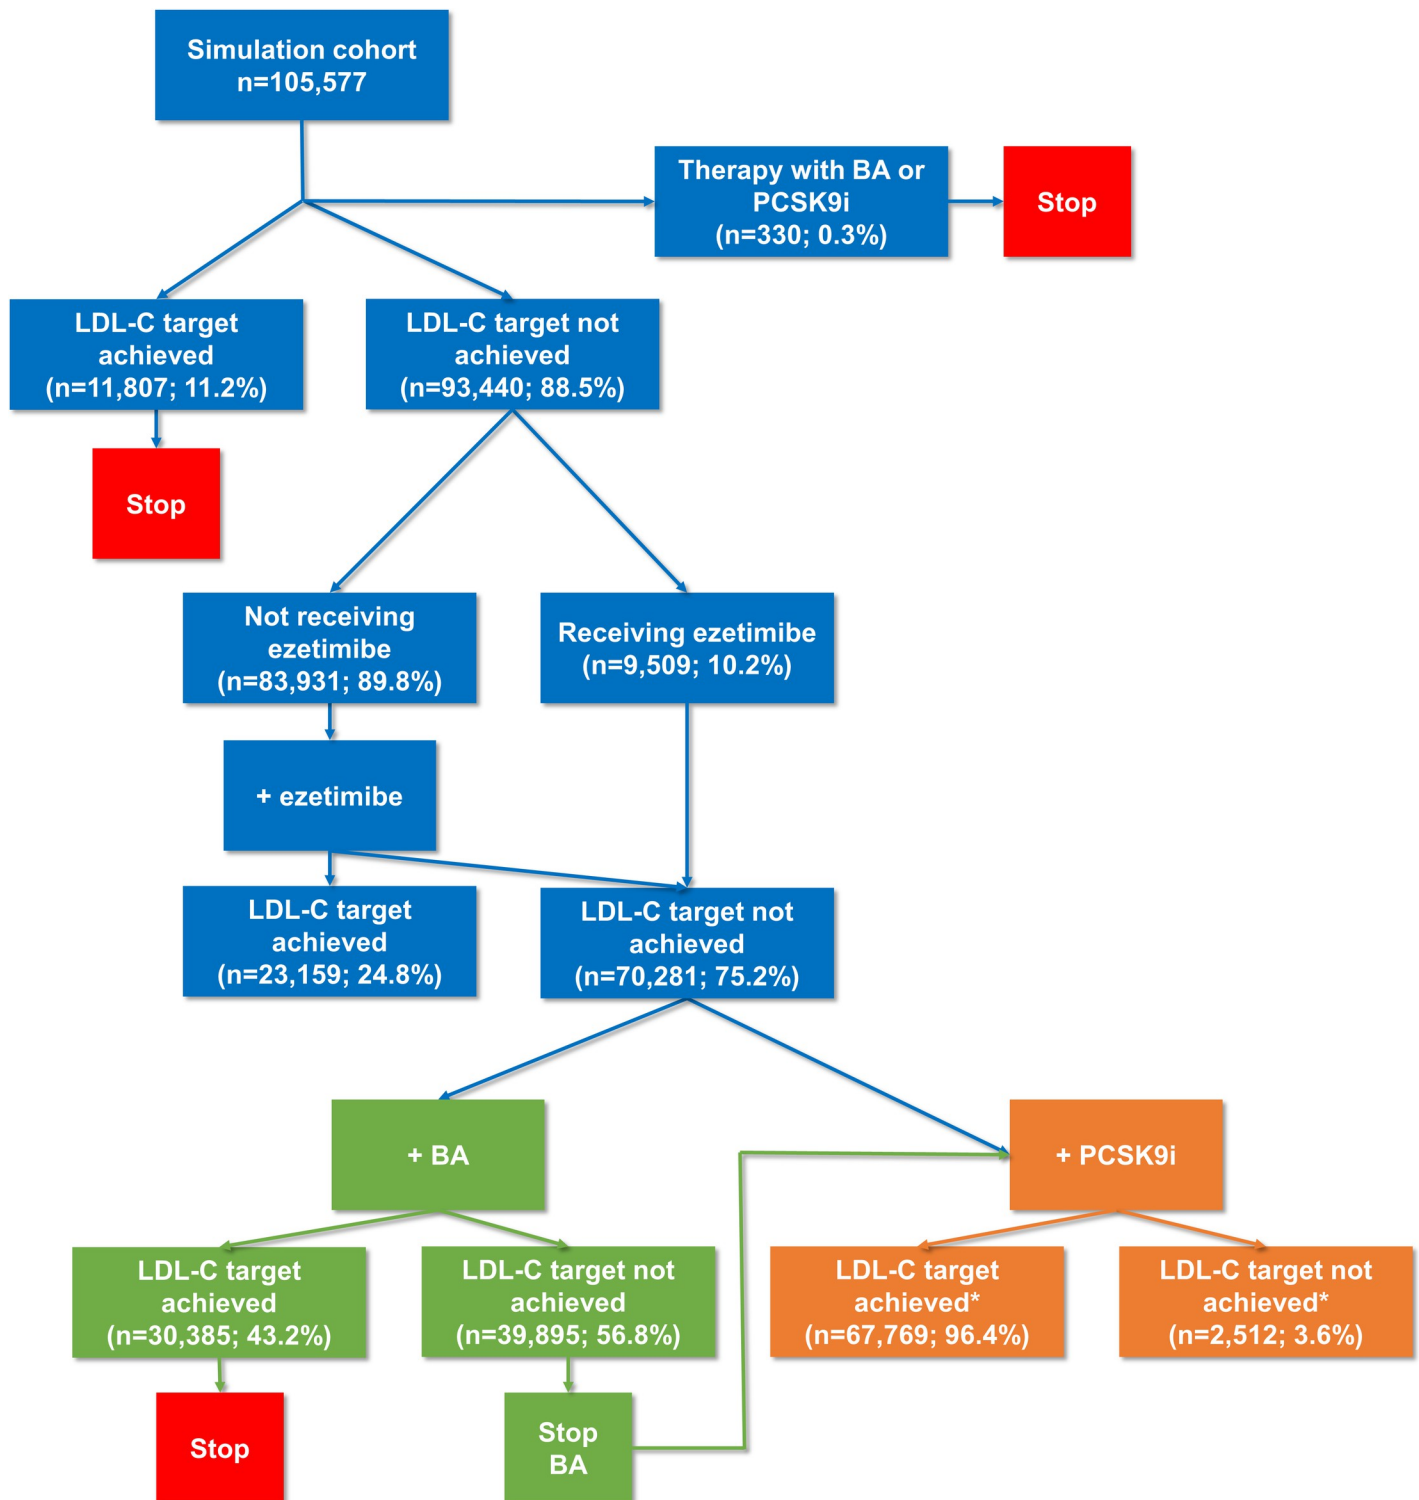 Simulation cohort
n=105,577
Therapy with BA or
PCSK9i
(n=330; 0.3%)
Stop
LDL-C target
achieved
(n=11,807; 11.2%)
LDL-C target not
achieved
(n=93,440; 88.5%)
Stop
Not receiving
ezetimibe
(n=83,931; 89.8%)
Receiving ezetimibe
(n=9,509; 10.2%)
+ ezetimibe
LDL-C target
achieved
(n=23,159; 24.8%)
LDL-C target not
achieved
(n=70,281; 75.2%)
+ BA
+ PCSK9i
LDL-C target
achieved
(n=30,385; 43.2%)
LDL-C target not
achieved
(n=39,895; 56.8%)
LDL-C target
achieved*
(n=67,769; 96.4%)
LDL-C target not
achieved*
(n=2,512; 3.6%)
Stop
Stop
BA